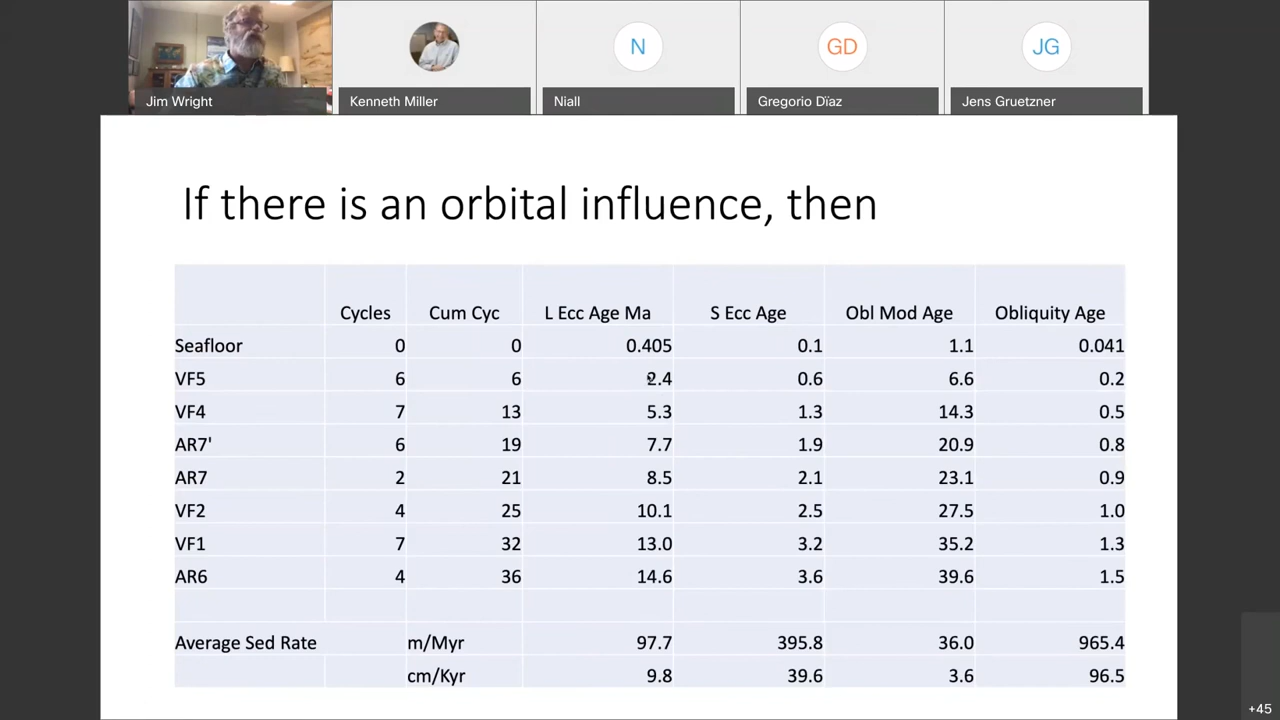 N GD JG
Jim Wright Kenneth Miller Niall Gregorio Dïaz Jens Gruetzner
If there is an orbital influence, then
Cycles Cum Cyc L Ecc Age Ma S Ecc Age Obl Mod Age Obliquity Age
Seafloor 0 0 0.405 0.1 1.1 0.041
VF5 6 6 2.4 0.6 6.6 0.2
VF4 7 13 5.3 1.3 14.3 0.5
AR7' 6 19 7.7 1.9 20.9 0.8
AR7 2 21 8.5 2.1 23.1 0.9
VF2 4 25 10.1 2.5 27.5 1.0
VF1 7 32 13.0 3.2 35.2 1.3
AR6 4 36 14.6 3.6 39.6 1.5
Average Sed Rate m/Myr 97.7 395.8 36.0 965.4
cm/Kyr 9.8 39.6 3.6 96.5
+45